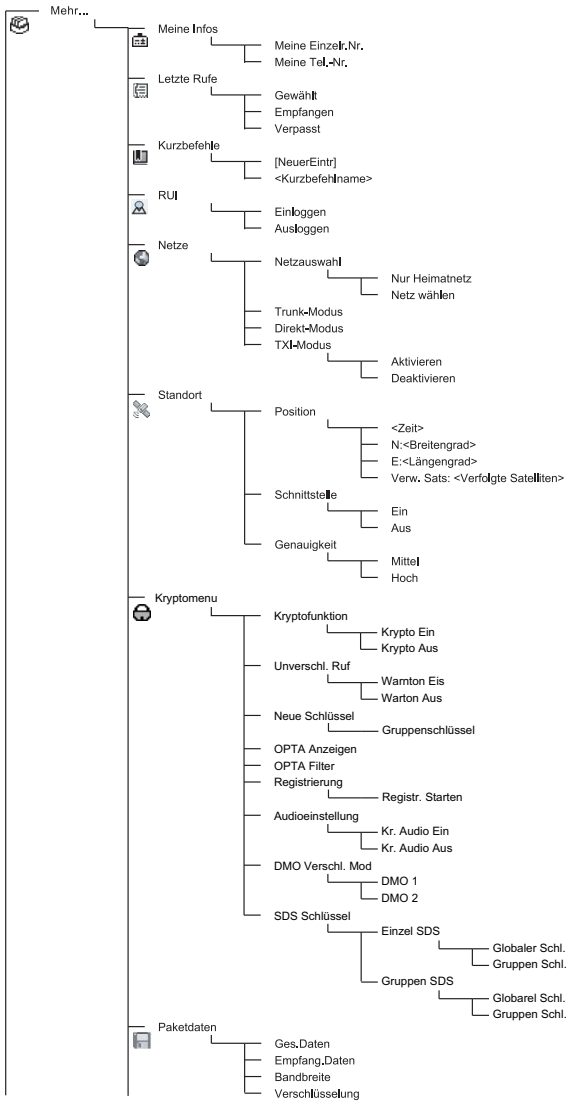 Mehr...
Meine Infos
Meine Einzelr.Nr.
Meine Tel.-Nr.
Letzte Rufe
Gewählt
Empfangen
Verpasst
Kurzbefehle
[NeuerEintr]
<Kurzbefehlname>
RUI
Einloggen
Ausloggen
Netze
Netzauswahl
Nur Heimatnetz
Netz wählen
Trunk-Modus
Direkt-Modus
TXI-Modus
Aktivieren
Deaktivieren
Standort
Position
<Zeit>
N:<Breitengrad>
E:<Längengrad>
Verw. Sats: <Verfolgte Satelliten>
Schnittstelle
Ein
Aus
Genauigkeit
Mittel
Hoch
Kryptomenu
Kryptofunktion
Krypto Ein
Krypto Aus
Unverschl. Ruf
Warnton Eis
Warton Aus
Neue Schlüssel
Gruppenschlüssel
OPTA Anzeigen
OPTA Filter
Registrierung
Registr. Starten
Audioeinstellung
Kr. Audio Ein
Kr. Audio Aus
DMO Verschl. Mod
DMO 1
DMO 2
SDS Schlüssel
Einzel SDS
Globaler Schl.
Gruppen Schl.
Gruppen SDS
Globarel Schl.
Gruppen Schl.
Paketdaten
Ges.Daten
Empfang.Daten
Bandbreite
Verschlüsselung